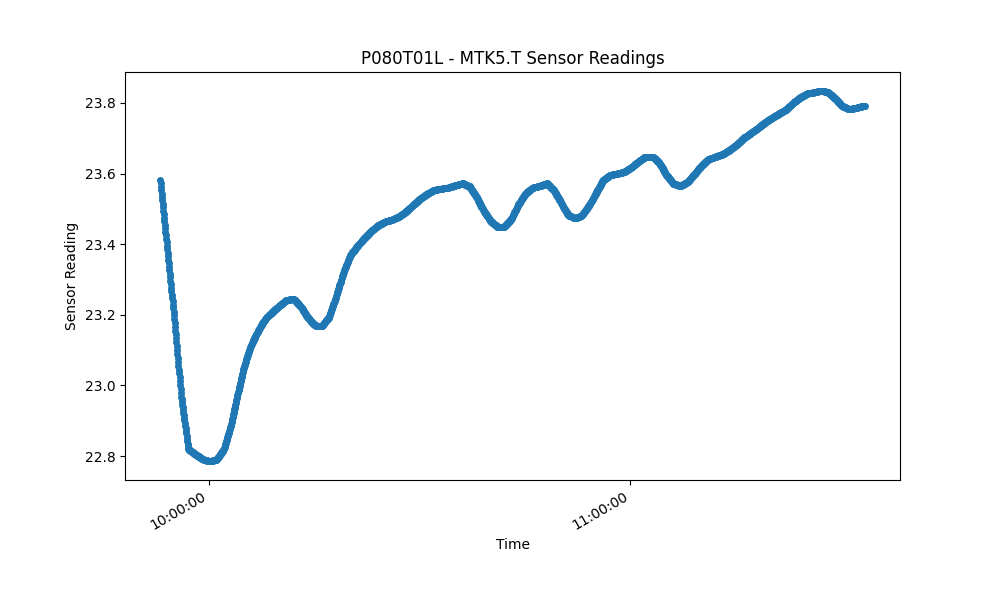 P080T01L - MTK5.T Sensor Readings
Sensor Reading
23.8
23.6
23.4
23.2
23.0
22.8
10:00:00
11:00:00
Time